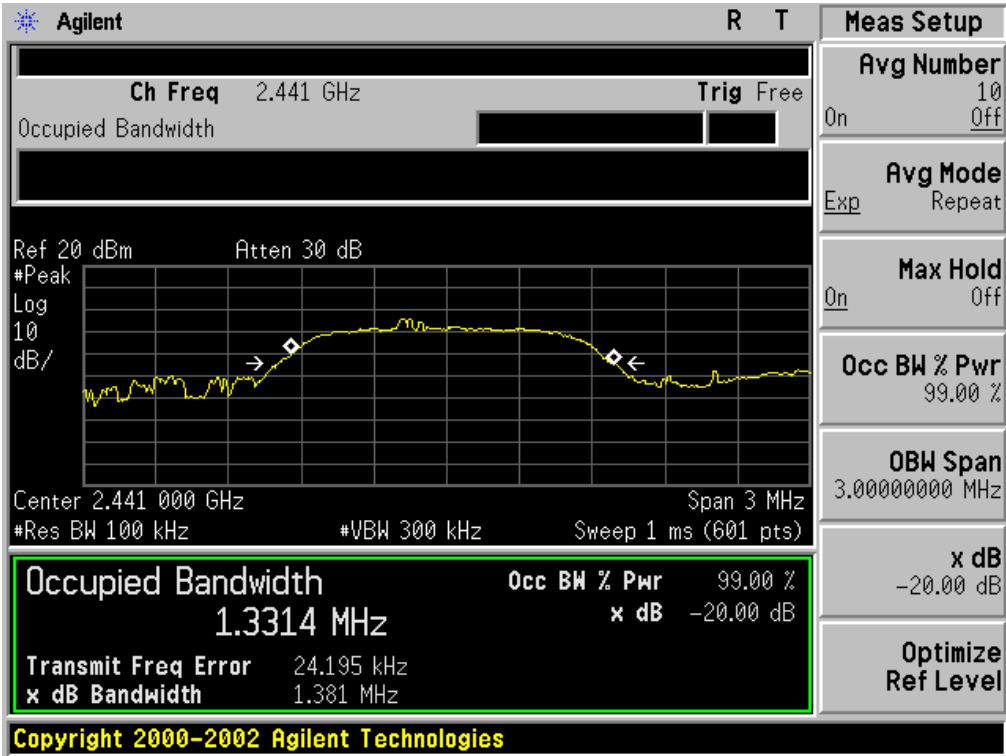 Agilent R T
Ch Freq 2.441 GHz Trig Free
Occupied Bandwidth
Ref 20 dBm Atten 30 dB
#Peak
Log
10
dB/
Center 2.441 000 GHz Span 3 MHz
#Res BW 100 kHz #VBW 300 kHz Sweep 1 ms (601 pts)
Occupied Bandwidth
1.3314 MHz
Occ BW % Pwr 99.00 %
x dB -20.00 dB
Transmit Freq Error 24.195 kHz
x dB Bandwidth 1.381 MHz
Copyright 2000-2002 Agilent Technologies
Meas Setup
Avg Number
10
On Off
Avg Mode
Exp Repeat
Max Hold
On Off
Occ BW % Pwr
99.00 %
OBW Span
3.00000000 MHz
x dB
-20.00 dB
Optimize
Ref Level